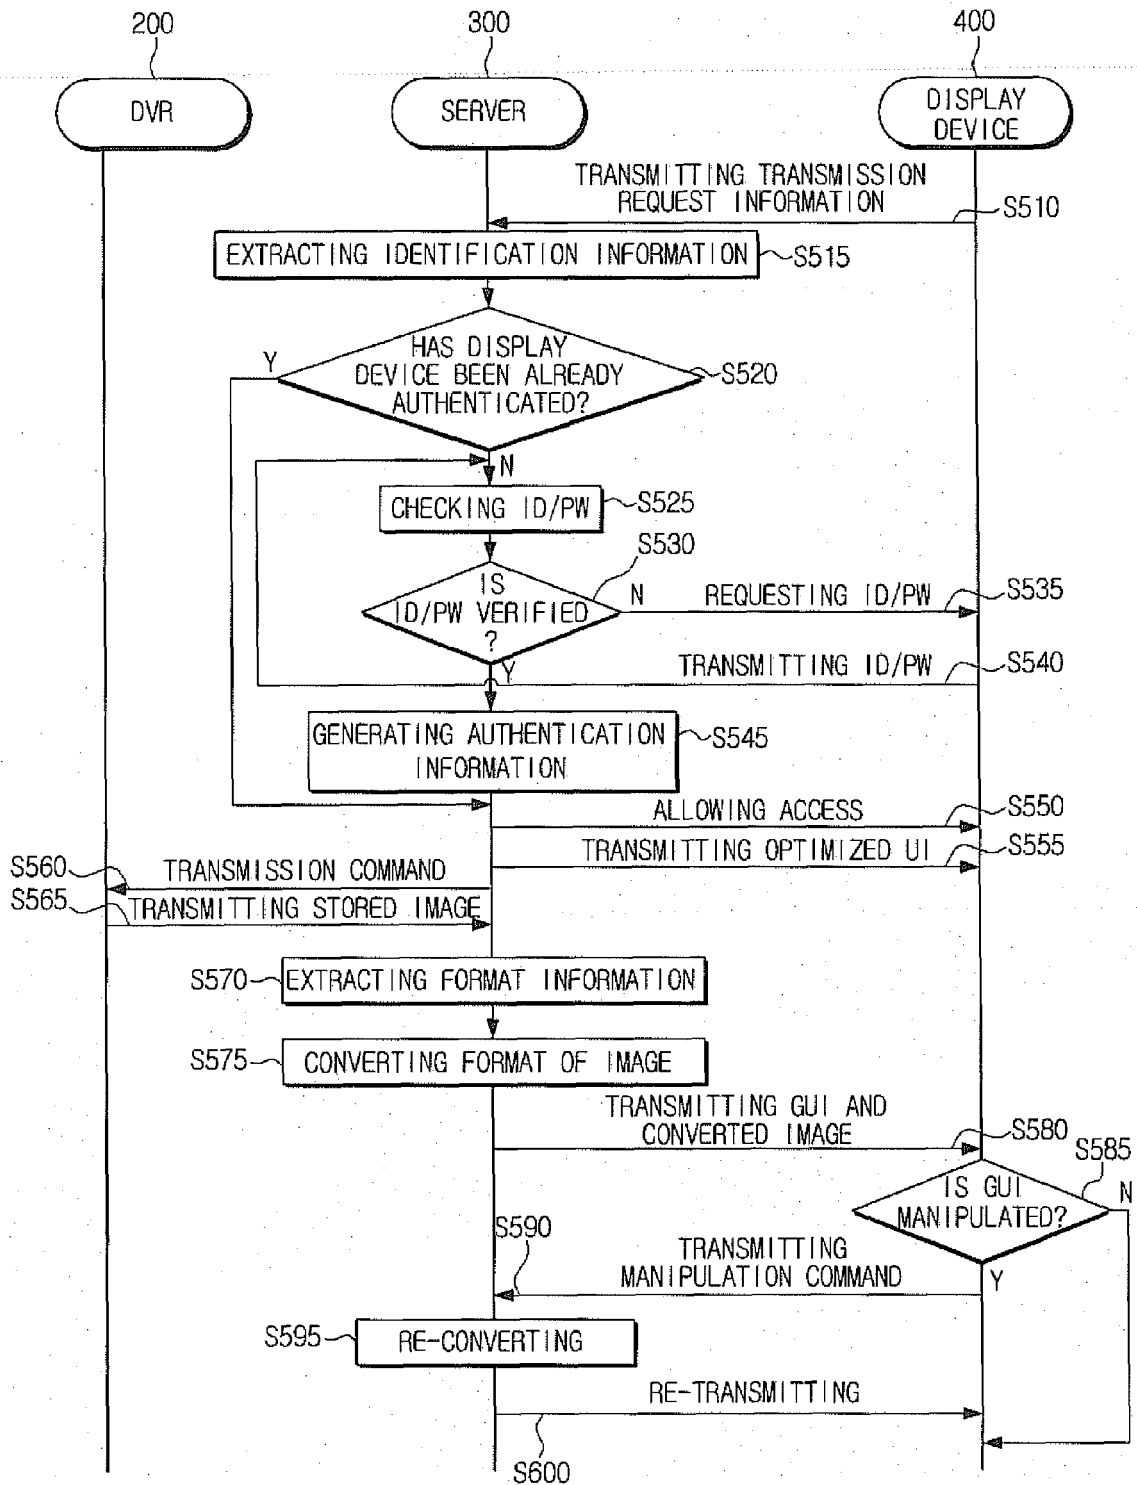 200
300
400
DVR
SERVER
DISPLAY
DEVICE
TRANSMITTING TRANSMISSION
REQUEST INFORMATION
S510
EXTRACTING IDENTIFICATION INFORMATION
S515
HAS DISPLAY
DEVICE BEEN ALREADY
AUTHENTICATED?
Y
S520
N
CHECKING ID/PW
S525
S530
IS
ID/PW VERIFIED
?
N
REQUESTING ID/PW
S535
Y
TRANSMITTING ID/PW
S540
GENERATING AUTHENTICATION
INFORMATION
S545
ALLOWING ACCESS
S550
TRANSMITTING OPTIMIZED UI
S555
S560
TRANSMISSION COMMAND
S565
TRANSMITTING STORED IMAGE
S570
EXTRACTING FORMAT INFORMATION
S575
CONVERTING FORMAT OF IMAGE
TRANSMITTING GUI AND
CONVERTED IMAGE
S580
S585
IS GUI
MANIPULATED?
N
Y
S590
TRANSMITTING
MANIPULATION COMMAND
S595
RE-CONVERTING
RE-TRANSMITTING
S600